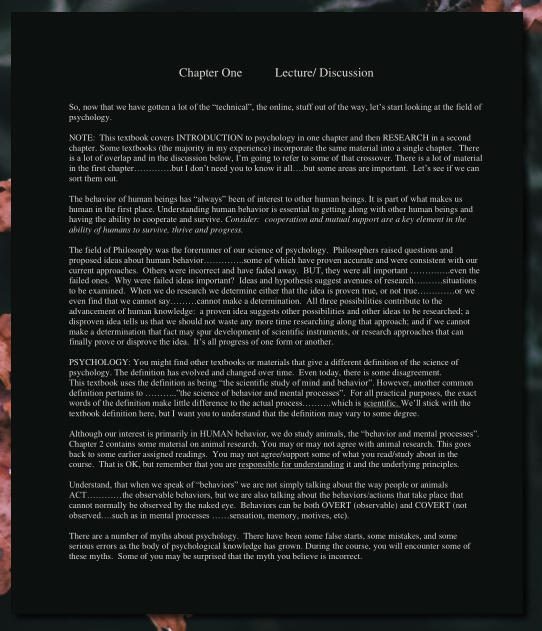 Chapter One Lecture/ Discussion
So, now that we have gotten a lot of the “technical”, the online, stuff out of the way, let’s start looking at the field of
psychology.
NOTE: This textbook covers INTRODUCTION to psychology in one chapter and then RESEARCH in a second
chapter. Some textbooks (the majority in my experience) incorporate the same material into a single chapter. There
is a lot of overlap and in the discussion below, I’m going to refer to some of that crossover. There is a lot of material
in the first chapter…………but I don’t need you to know it all….but some areas are important. Let’s see if we can
sort them out.
The behavior of human beings has “always” been of interest to other human beings. It is part of what makes us
human in the first place. Understanding human behavior is essential to getting along with other human beings and
having the ability to cooperate and survive. Consider: cooperation and mutual support are a key element in the
ability of humans to survive, thrive and progress.
The field of Philosophy was the forerunner of our science of psychology. Philosophers raised questions and
proposed ideas about human behavior…………..some of which have proven accurate and were consistent with our
current approaches. Others were incorrect and have faded away. BUT, they were all important ………….even the
failed ones. Why were failed ideas important? Ideas and hypothesis suggest avenues of research……….situations
to be examined. When we do research we determine either that the idea is proven true, or not true…………or we
even find that we cannot say………cannot make a determination. All three possibilities contribute to the
advancement of human knowledge: a proven idea suggests other possibilities and other ideas to be researched; a
disproven idea tells us that we should not waste any more time researching along that approach; and if we cannot
make a determination that fact may spur development of scientific instruments, or research approaches that can
finally prove or disprove the idea. It’s all progress of one form or another.
PSYCHOLOGY: You might find other textbooks or materials that give a different definition of the science of
psychology. The definition has evolved and changed over time. Even today, there is some disagreement.
This textbook uses the definition as being “the scientific study of mind and behavior”. However, another common
definition pertains to ………..”the science of behavior and mental processes”. For all practical purposes, the exact
words of the definition make little difference to the actual process……….which is scientific. We’ll stick with the
textbook definition here, but I want you to understand that the definition may vary to some degree.
Although our interest is primarily in HUMAN behavior, we do study animals, the “behavior and mental processes”.
Chapter 2 contains some material on animal research. You may or may not agree with animal research. This goes
back to some earlier assigned readings. You may not agree/support some of what you read/study about in the
course. That is OK, but remember that you are responsible for understanding it and the underlying principles.
Understand, that when we speak of “behaviors” we are not simply talking about the way people or animals
ACT…………the observable behaviors, but we are also talking about the behaviors/actions that take place that
cannot normally be observed by the naked eye. Behaviors can be both OVERT (observable) and COVERT (not
observed….such as in mental processes ……sensation, memory, motives, etc).
There are a number of myths about psychology. There have been some false starts, some mistakes, and some
serious errors as the body of psychological knowledge has grown. During the course, you will encounter some of
these myths. Some of you may be surprised that the myth you believe is incorrect.